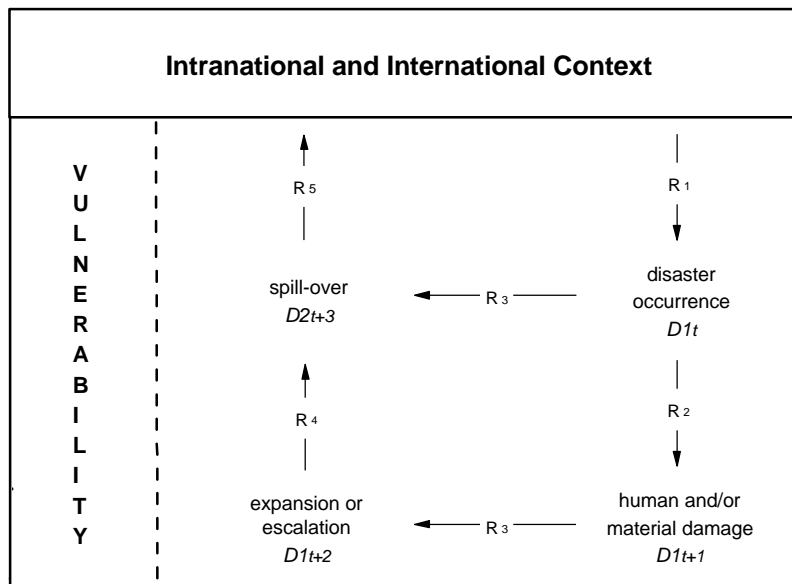 Intranational and International Context
VULNERABILITY
R 5
R 1
spill-over
D2t+3
R 3
disaster
occurrence
D1t
R 4
R 2
expansion or
escalation
D1t+2
R 3
human and/or
material damage
D1t+1